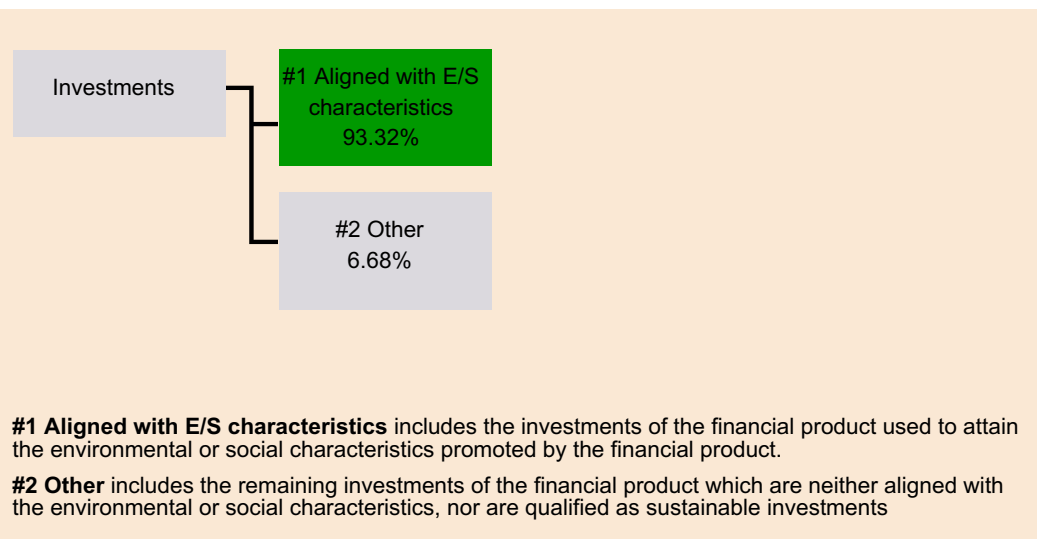 Investments
#1 Aligned with E/S
characteristics
93.32%
#2 Other
6.68%
#1 Aligned with E/S characteristics includes the investments of the financial product used to attain
the environmental or social characteristics promoted by the financial product.
#2 Other includes the remaining investments of the financial product which are neither aligned with
the environmental or social characteristics, nor are qualified as sustainable investments